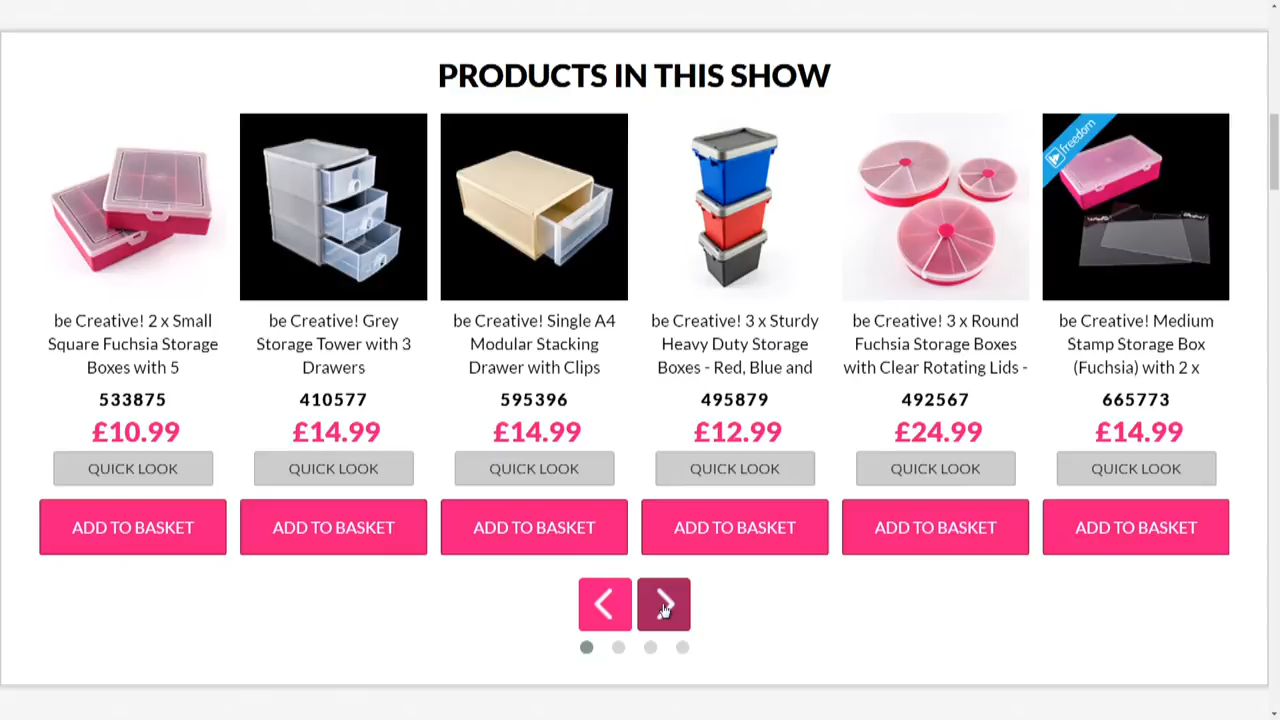 PRODUCTS IN THIS SHOW
freedom
be Creative! 2 x Small
Square Fuchsia Storage
Boxes with 5
533875
£10.99
QUICK LOOK
ADD TO BASKET
be Creative! Grey
Storage Tower with 3
Drawers
410577
£14.99
QUICK LOOK
ADD TO BASKET
be Creative! Single A4
Modular Stacking
Drawer with Clips
595396
£14.99
QUICK LOOK
ADD TO BASKET
be Creative! 3 x Sturdy
Heavy Duty Storage
Boxes - Red, Blue and
495879
£12.99
QUICK LOOK
ADD TO BASKET
be Creative! 3 x Round
Fuchsia Storage Boxes
with Clear Rotating Lids -
492567
£24.99
QUICK LOOK
ADD TO BASKET
be Creative! Medium
Stamp Storage Box
(Fuchsia) with 2 x
665773
£14.99
QUICK LOOK
ADD TO BASKET